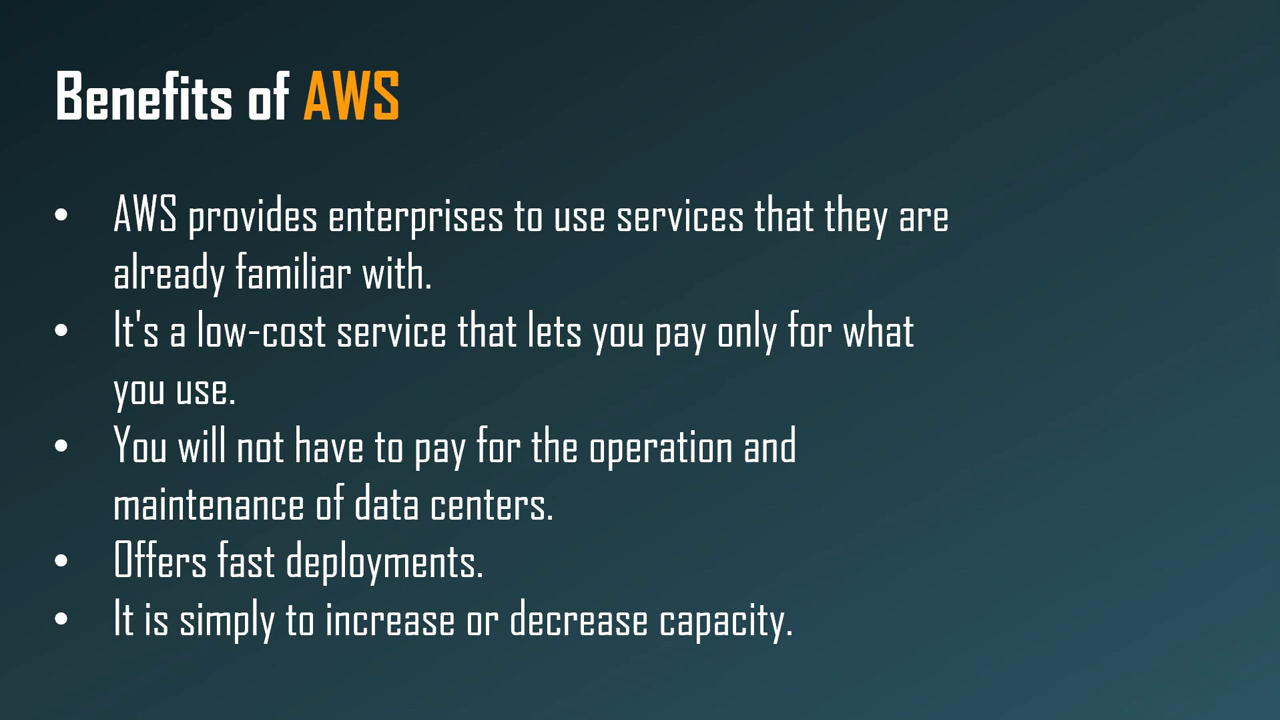 Benefits of AWS
• AWS provides enterprises to use services that they are
already familiar with.
• It's a low-cost service that lets you pay only for what
you use.
• You will not have to pay for the operation and
maintenance of data centers.
• Offers fast deployments.
• It is simply to increase or decrease capacity.